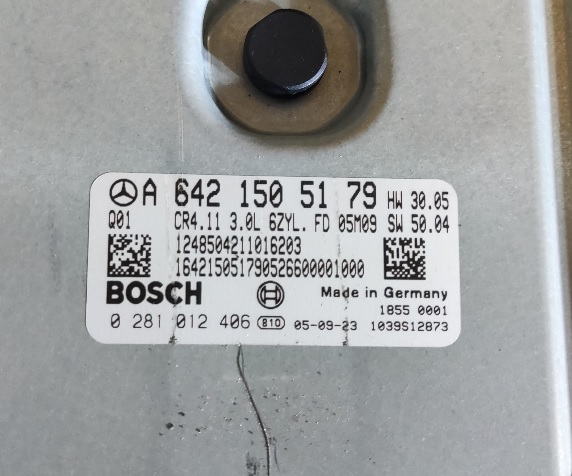 A 642 150 51 79 HW 30.05
Q01 CR4.11 3.0L 6ZYL. FD 05M09 SW 50.04
1248504211016203
164215051790526600001000
BOSCH Made in Germany
1855 0001
0 281 012 406 810 05-09-23 1039S12873